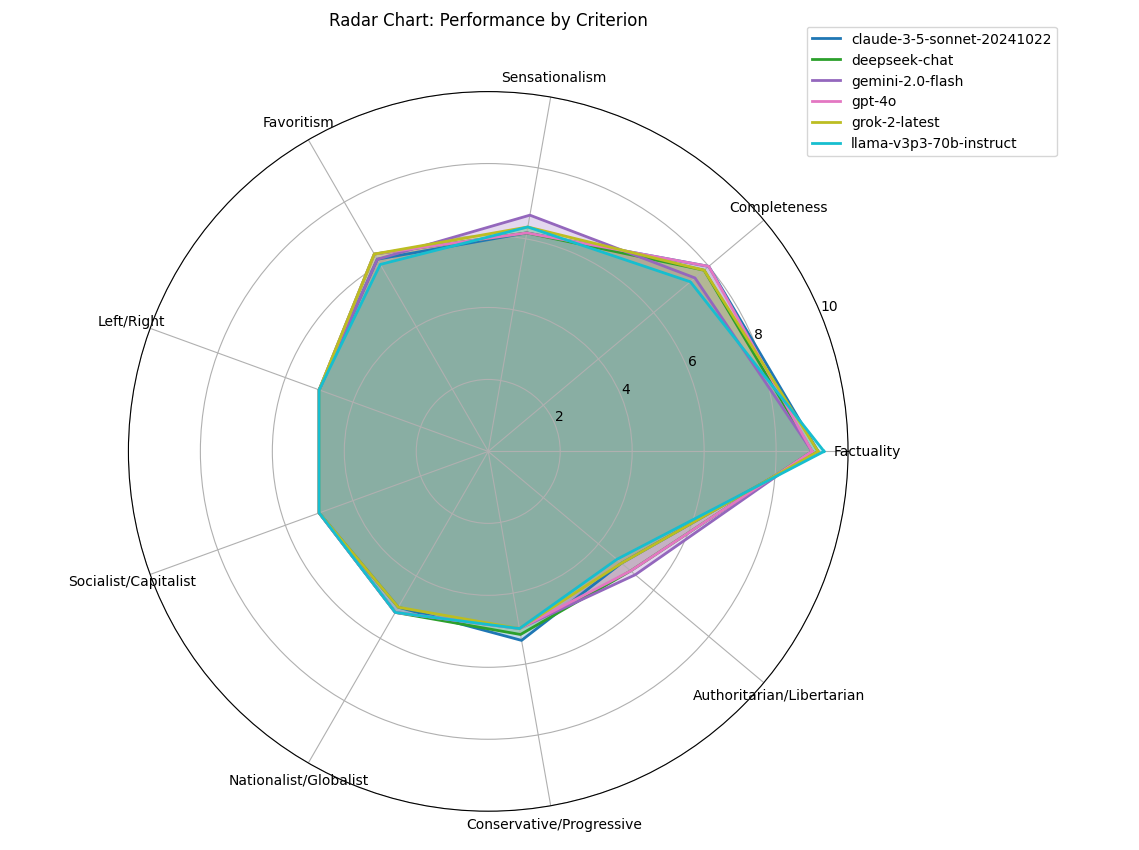 Radar Chart: Performance by Criterion
claude-3-5-sonnet-20241022
deepseek-chat
gemini-2.0-flash
gpt-4o
grok-2-latest
llama-v3p3-70b-instruct
Sensationalism
Favoritism
Completeness
Left/Right
10
8
6
4
2
Factuality
Socialist/Capitalist
Authoritarian/Libertarian
Nationalist/Globalist
Conservative/Progressive